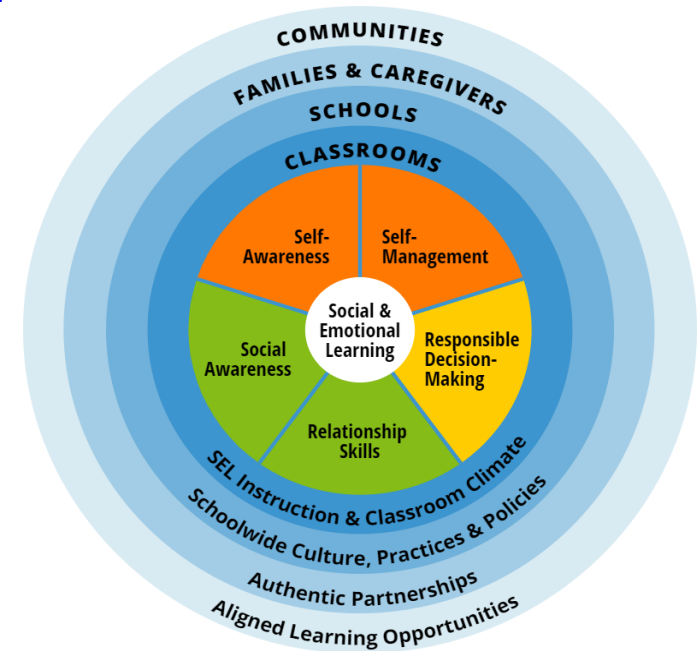 COMMUNITIES
FAMILIES & CAREGIVERS
SCHOOLS
CLASSROOMS
Self-
Awareness
Self-
Management
Social &
Emotional
Learning
Social
Awareness
Responsible
Decision-
Making
Relationship
Skills
SEL Instruction & Classroom Climate
Schoolwide Culture, Practices & Policies
Authentic Partnerships
Aligned Learning Opportunities